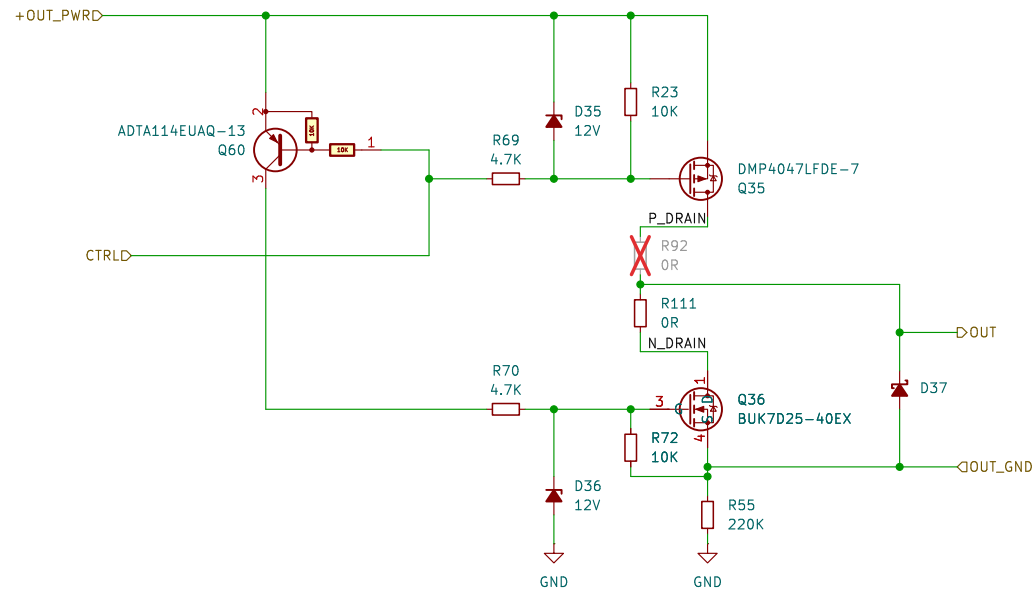 +OUT_PWR
ADTA114EUAQ-13
Q60
2
10K
10K
1
3
R69
4.7K
D35
12V
R23
10K
DMP4047LFDE-7
Q35
P_DRAIN
CTRL
R92
0R
R111
0R
N_DRAIN
OUT
R70
4.7K
1
3
G
D
S
4
Q36
BUK7D25-40EX
D37
R72
10K
OUT_GND
D36
12V
R55
220K
GND
GND